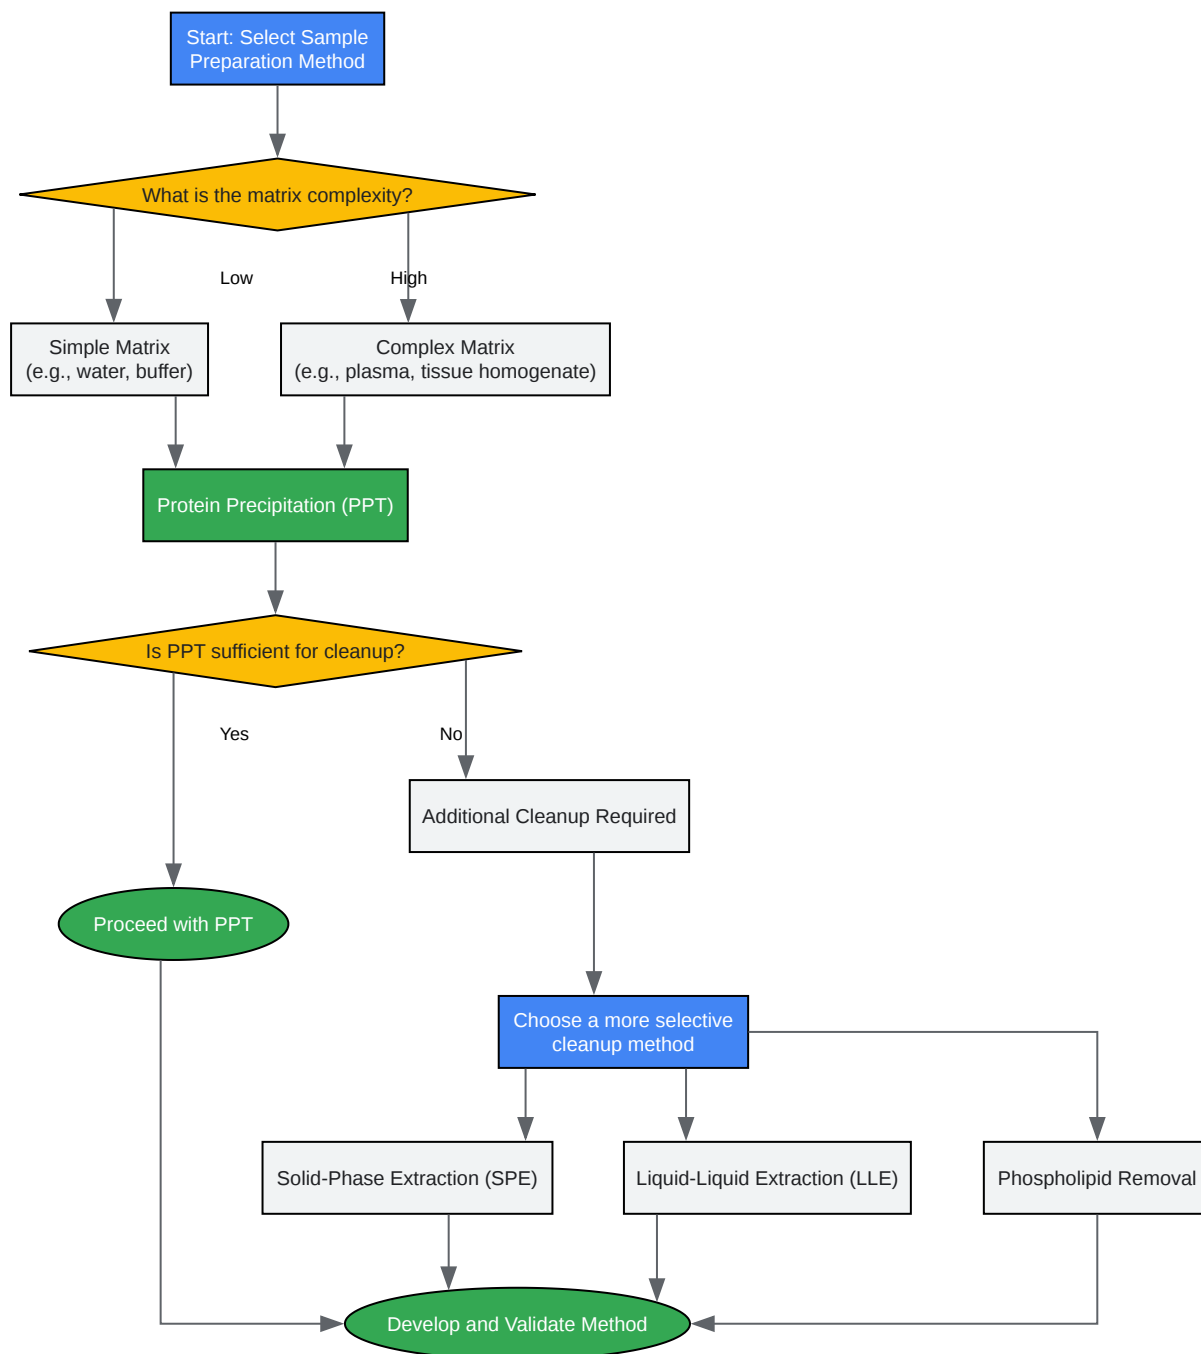 Start: Select Sample
Preparation Method
What is the matrix complexity?
Low
High
Simple Matrix
(e.g., water, buffer)
Complex Matrix
(e.g., plasma, tissue homogenate)
Protein Precipitation (PPT)
Is PPT sufficient for cleanup?
Yes
No
Additional Cleanup Required
Proceed with PPT
Choose a more selective
cleanup method
Solid-Phase Extraction (SPE)
Liquid-Liquid Extraction (LLE)
Phospholipid Removal
Develop and Validate Method